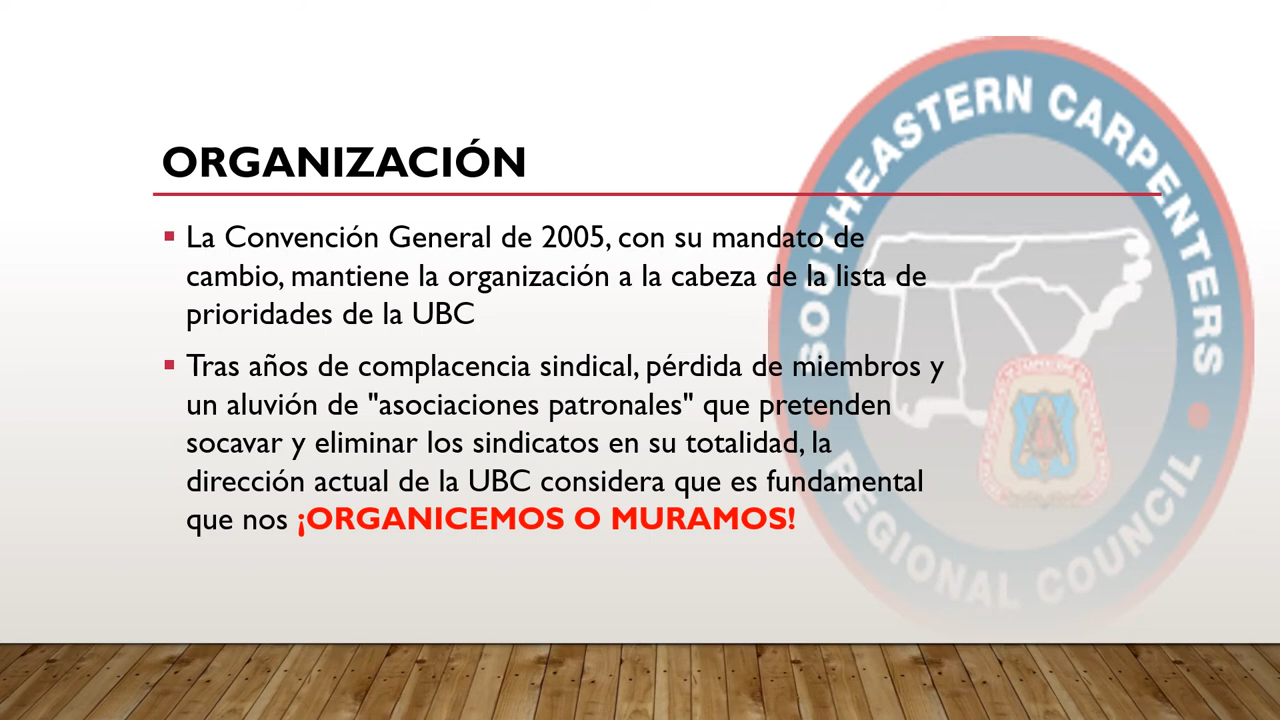 SOUTHEASTERN CARPENTERS
REGIONAL COUNCIL
ORGANIZACIÓN
La Convención General de 2005, con su mandato de
cambio, mantiene la organización a la cabeza de la lista de
prioridades de la UBC
Tras años de complacencia sindical, pérdida de miembros y
un aluvión de "asociaciones patronales" que pretenden
socavar y eliminar los sindicatos en su totalidad, la
dirección actual de la UBC considera que es fundamental
que nos ¡ORGANICEMOS O MURAMOS!